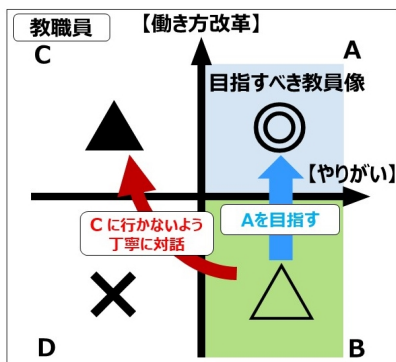 教職員
【働き方改革】
C
A
目指すべき教員像
【やりがい】
Cに行かないよう
丁寧に対話
Aを目指す
D
B